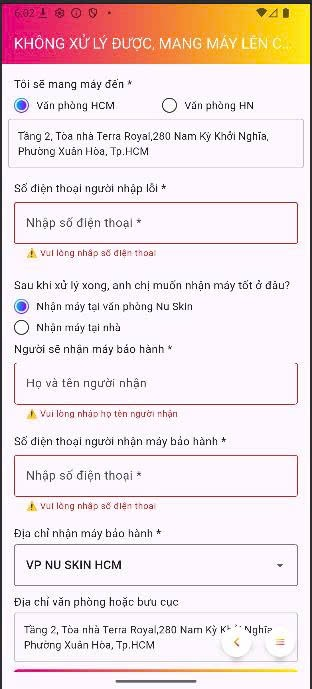 6:02
KHÔNG XỬ LÝ ĐƯỢC, MANG MÁY LÊN C...
Tôi sẽ mang máy đến *
Văn phòng HCM
Văn phòng HN
Tầng 2, Tòa nhà Terra Royal,280 Nam Kỳ Khởi Nghĩa,
Phường Xuân Hòa, Tp.HCM
Số điện thoại người nhập lỗi *
Nhập số điện thoại *
Vui lòng nhập số điện thoại
Sau khi xử lý xong, anh chị muốn nhận máy tốt ở đâu?
Nhận máy tại văn phòng Nu Skin
Nhận máy tại nhà
Người sẽ nhận máy bảo hành *
Họ và tên người nhận
Vui lòng nhập họ tên người nhận
Số điện thoại người nhận máy bảo hành *
Nhập số điện thoại *
Vui lòng nhập số điện thoại
Địa chỉ nhận máy bảo hành *
VP NU SKIN HCM
Địa chỉ văn phòng hoặc bưu cục
Tầng 2, Tòa nhà Terra Royal,280 Nam Kỳ Khởi Nghĩa,
Phường Xuân Hòa, Tp.HCM